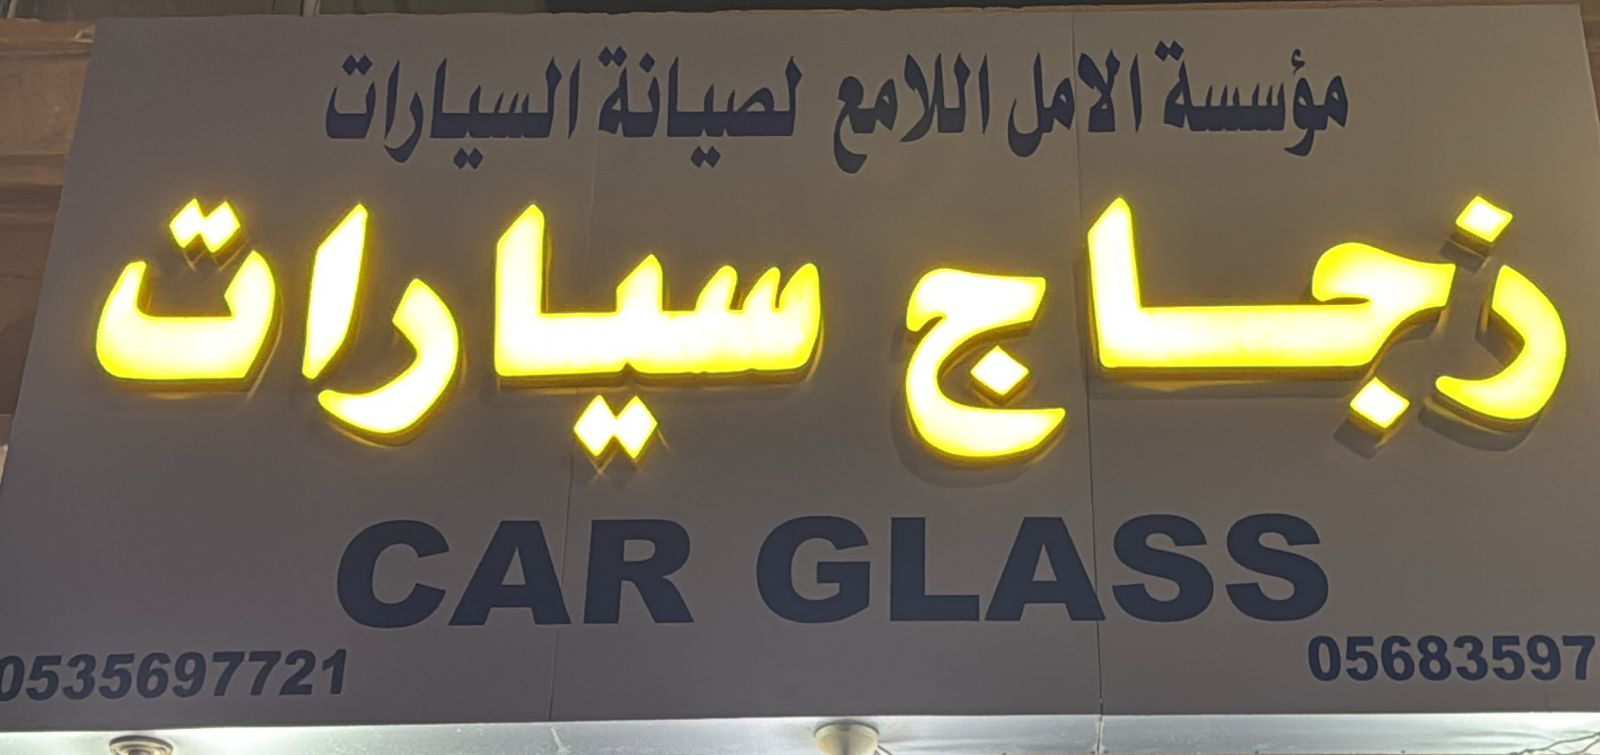 مؤسسة الامل اللامع لصيانة السيارات
زجاج سيارات
CAR GLASS
0535697721 05683597